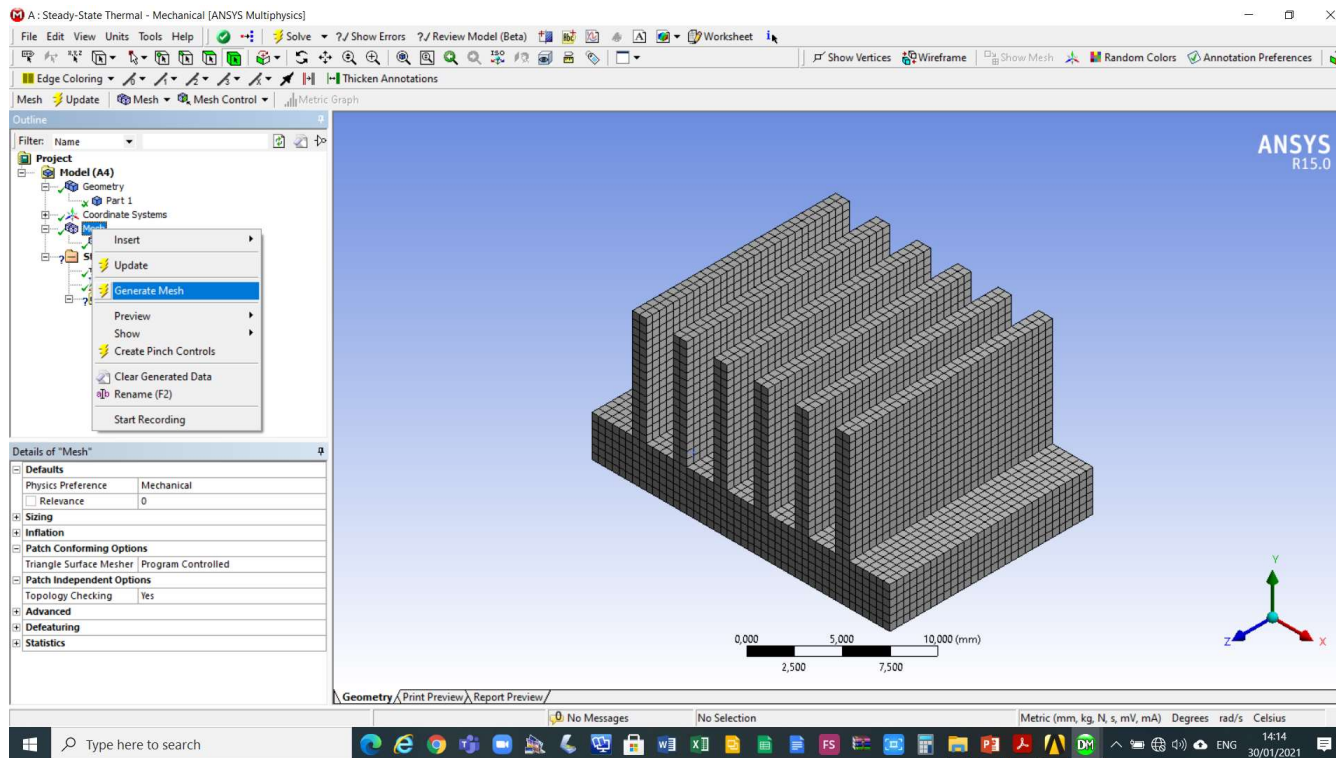 A : Steady-State Thermal - Mechanical [ANSYS Multiphysics]
File Edit View Units Tools Help Solve ?./ Show Errors ?./ Review Model (Beta) Worksheet
Show Vertices Wireframe Show Mesh Random Colors Annotation Preferences
Edge Coloring Thicken Annotations
Mesh Update Mesh Mesh Control Metric Graph
Outline
Filter: Name
Project
Model (A4)
Geometry
Part 1
Coordinate Systems
Mesh
Insert
Update
Generate Mesh
Preview
Show
Create Pinch Controls
Clear Generated Data
Rename (F2)
Start Recording
ANSYS
R15.0
Details of "Mesh"
Defaults
Physics Preference Mechanical
Relevance 0
Sizing
Inflation
Patch Conforming Options
Triangle Surface Mesher Program Controlled
Patch Independent Options
Topology Checking Yes
Advanced
Defeaturing
Statistics
0,000 5,000 10,000 (mm)
2,500 7,500
Y
Z X
Geometry Print Preview Report Preview
0 No Messages No Selection Metric (mm, kg, N, s, mV, mA) Degrees rad/s Celsius
Type here to search
FS
DM
ENG
14:14
30/01/2021